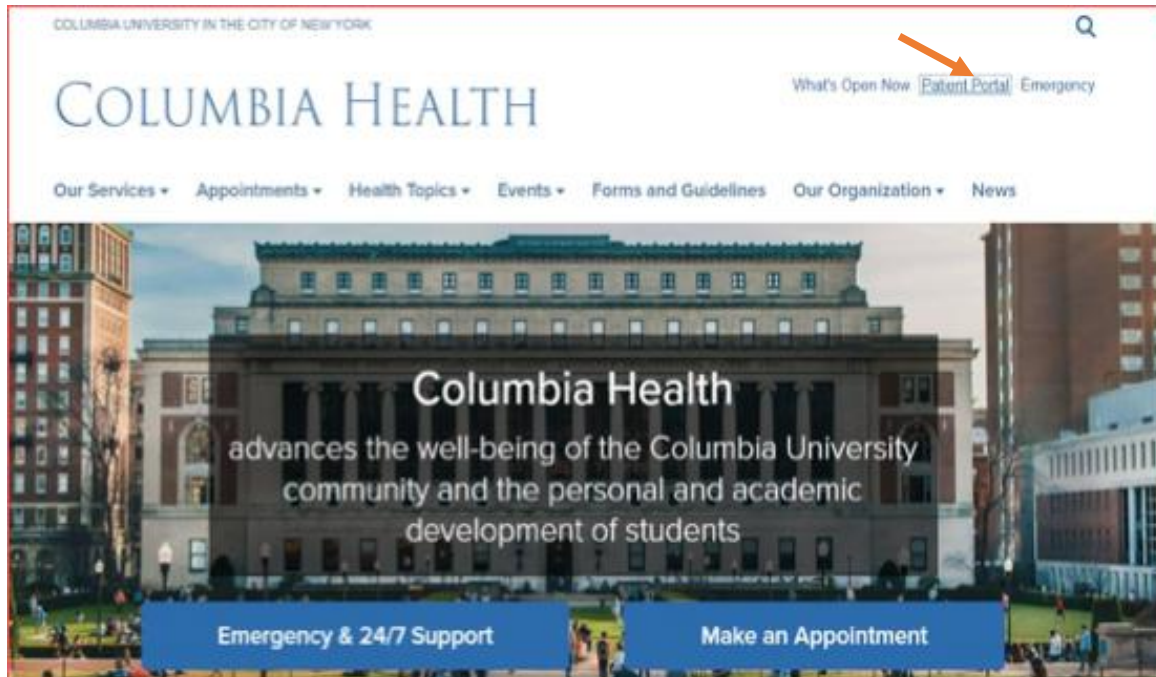 COLUMBIA UNIVERSITY IN THE CITY OF NEW YORK
COLUMBIA HEALTH
What's Open Now Patient Portal Emergency
Our Services Appointments Health Topics Events Forms and Guidelines Our Organization News
Columbia Health
advances the well-being of the Columbia University
community and the personal and academic
development of students
Emergency & 24/7 Support Make an Appointment